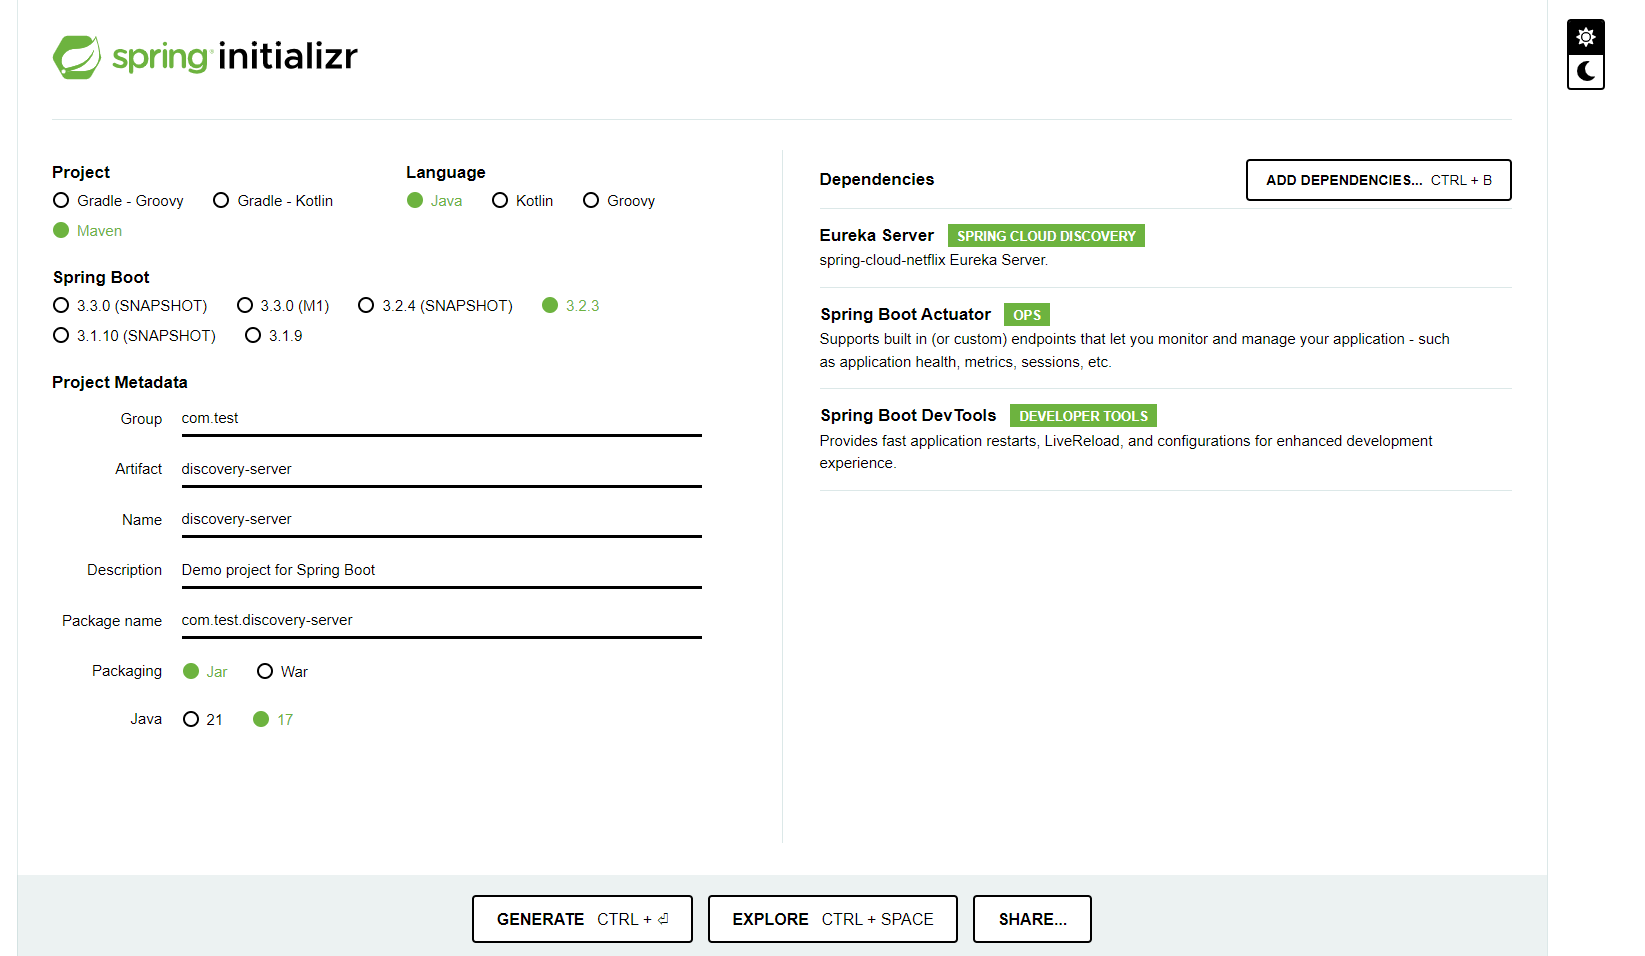 spring initializr
Project
Gradle - Groovy
Gradle - Kotlin
Maven
Language
Java
Kotlin
Groovy
Spring Boot
3.3.0 (SNAPSHOT)
3.3.0 (M1)
3.2.4 (SNAPSHOT)
3.2.3
3.1.10 (SNAPSHOT)
3.1.9
Project Metadata
Group com.test
Artifact discovery-server
Name discovery-server
Description Demo project for Spring Boot
Package name com.test.discovery-server
Packaging Jar War
Java 21 17
Dependencies
ADD DEPENDENCIES... CTRL + B
Eureka Server SPRING CLOUD DISCOVERY
spring-cloud-netflix Eureka Server.
Spring Boot Actuator OPS
Supports built in (or custom) endpoints that let you monitor and manage your application - such
as application health, metrics, sessions, etc.
Spring Boot DevTools DEVELOPER TOOLS
Provides fast application restarts, LiveReload, and configurations for enhanced development
experience.
GENERATE CTRL + ⏎
EXPLORE CTRL + SPACE
SHARE...